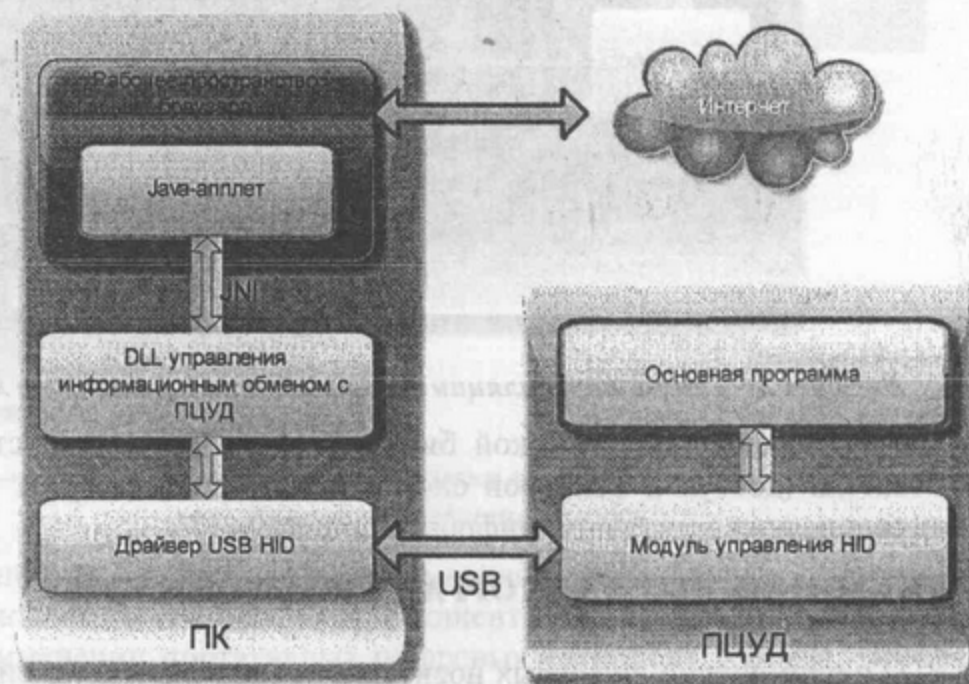 Рабочее пространство
браузера
Интернет
Java-апплет
JNI
DLL управления
информационным обменом с
ПЦУД
Основная программа
Драйвер USB HID
USB
Модуль управления HID
ПК
ПЦУД